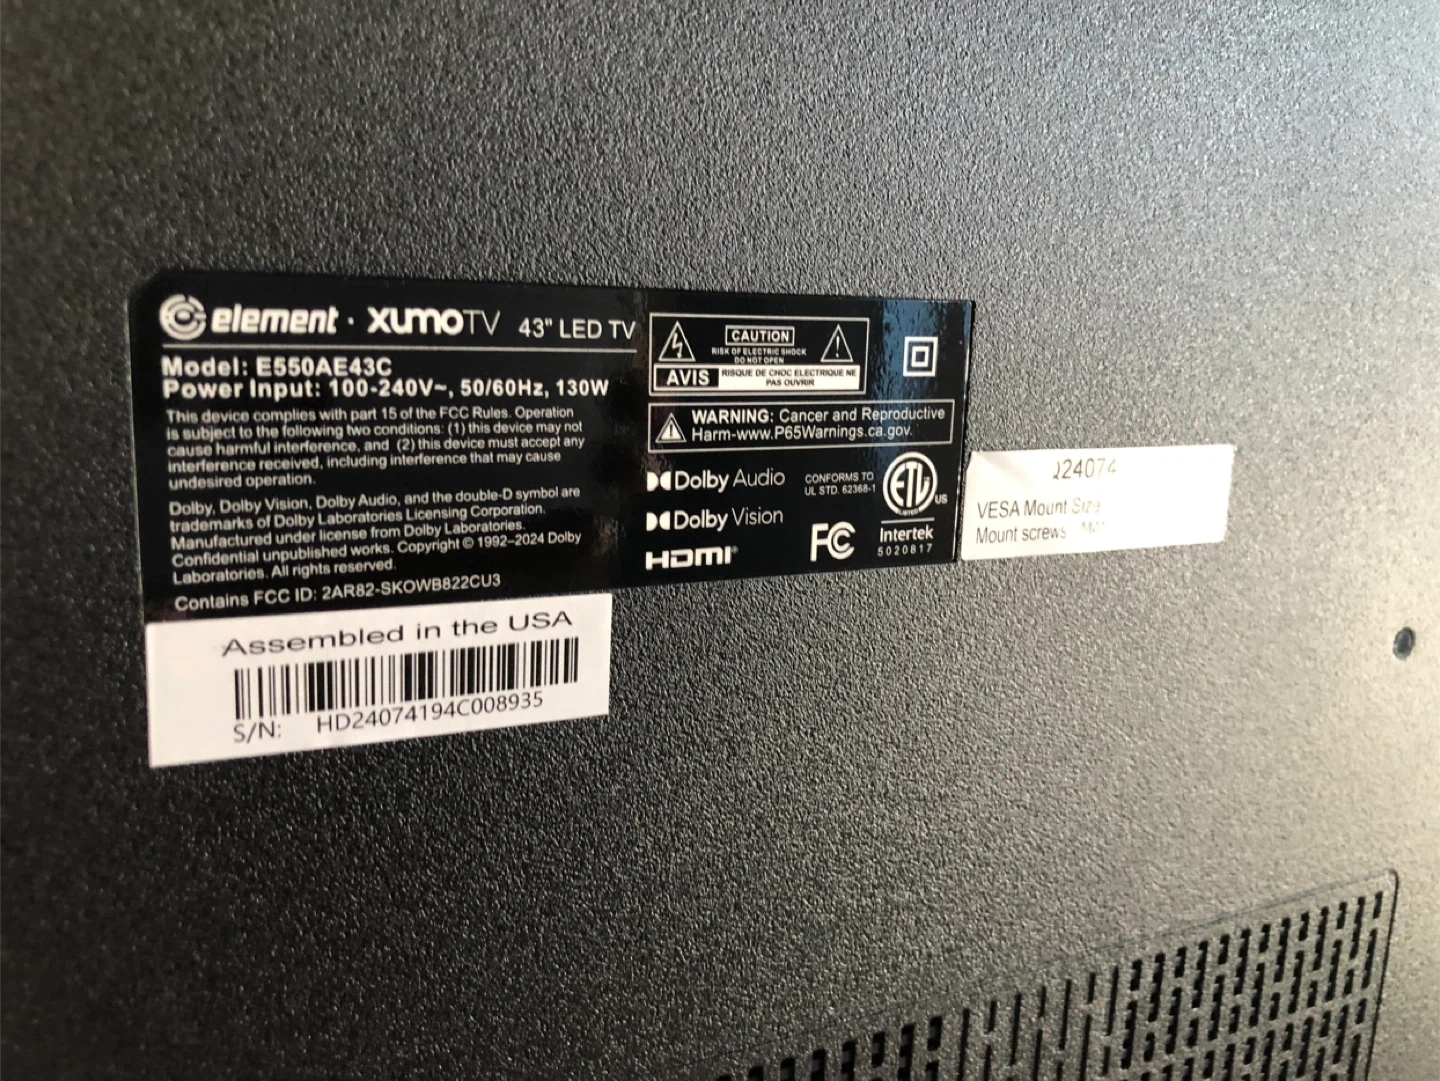 element · xumoTV 43" LED TV
Model: E550AE43C
Power Input: 100-240V~, 50/60Hz, 130W
This device complies with part 15 of the FCC Rules. Operation
is subject to the following two conditions: (1) this device may not
cause harmful interference, and (2) this device must accept any
interference received, including interference that may cause
undesired operation.
Dolby, Dolby Vision, Dolby Audio, and the double-D symbol are
trademarks of Dolby Laboratories Licensing Corporation.
Manufactured under license from Dolby Laboratories.
Confidential unpublished works. Copyright © 1992–2024 Dolby
Laboratories. All rights reserved.
Contains FCC ID: 2AR82-SKOWB822CU3
CAUTION
RISK OF ELECTRIC SHOCK
DO NOT OPEN
AVIS
RISQUE DE CHOC ELECTRIQUE NE
PAS OUVRIR
WARNING: Cancer and Reproductive
Harm-www.P65Warnings.ca.gov.
Dolby Audio
Dolby Vision
HDMI®
CONFORMS TO
UL STD. 62368-1
FC
ETL
LISTED
US
Intertek
5020817
Assembled in the USA
S/N: HD24074194C008935
24074
VESA Mount Size
Mount screws